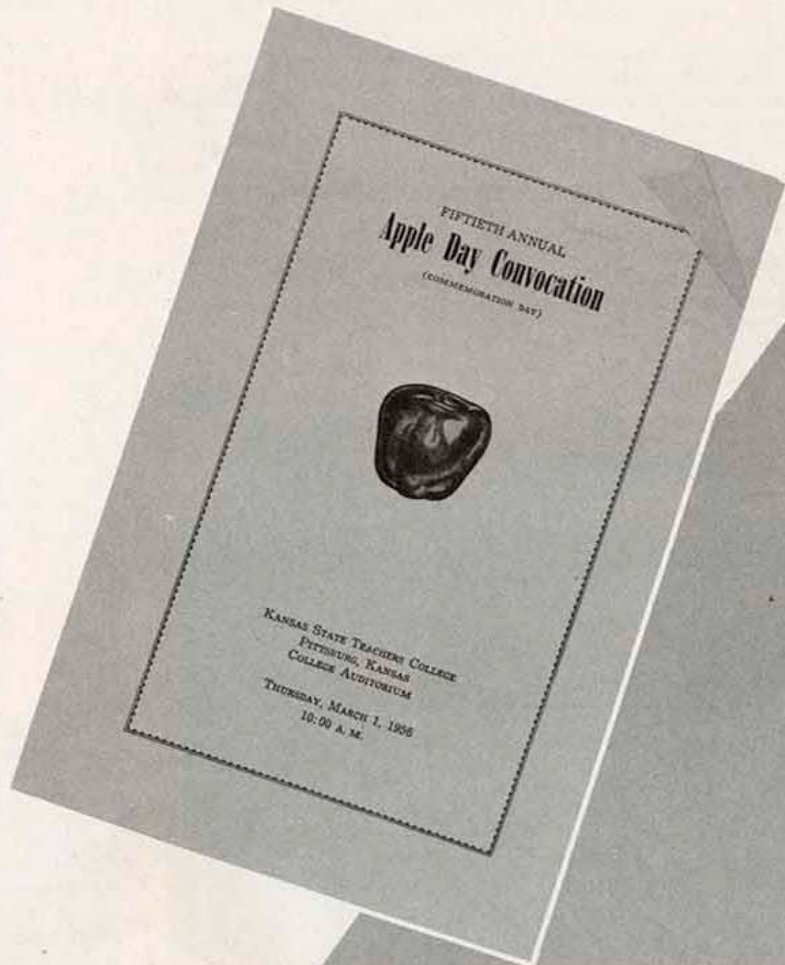 FIFTIETH ANNUAL
Apple Day Convocation
(COMMEMORATION DAY)
KANSAS STATE TEACHERS COLLEGE
PITTSBURG, KANSAS
COLLEGE AUDITORIUM
THURSDAY, MARCH 1, 1956
10:00 A. M.